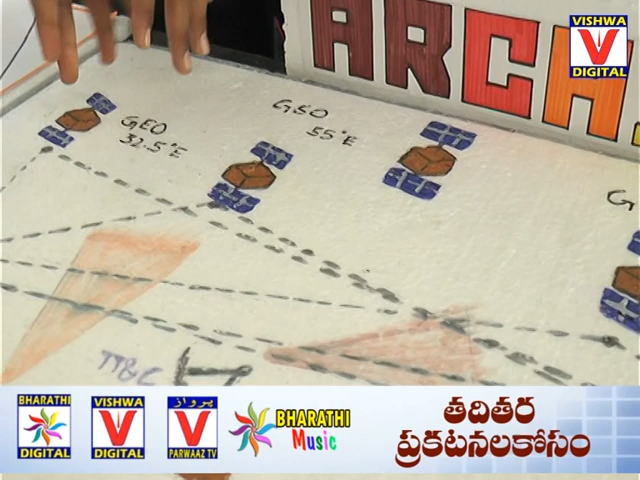 ARCH
VISHWA
V
DIGITAL
GEO
32.5°E
GSO
55°E
G
TT&C
BHARATHI
DIGITAL
VISHWA
V
DIGITAL
پرواز
V
PARWAAZ TV
BHARATHI
Music
తదితర
ప్రకటనలకోసం